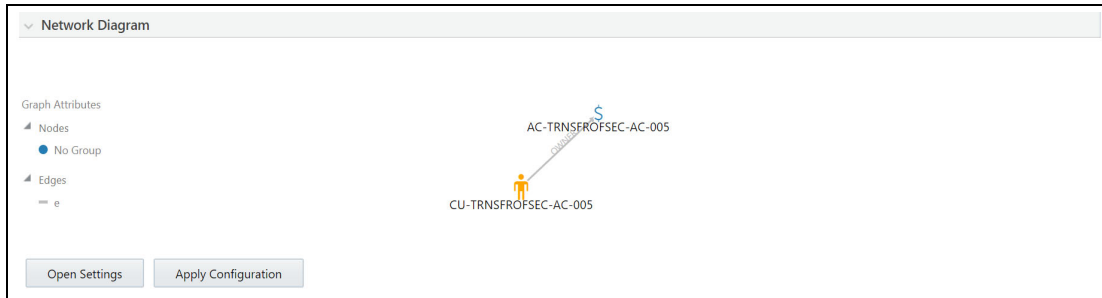 Network Diagram
Graph Attributes
Nodes
No Group
Edges
e
$
AC-TRNSFROFSEC-AC-005
OWNER
CU-TRNSFROFSEC-AC-005
Open Settings
Apply Configuration